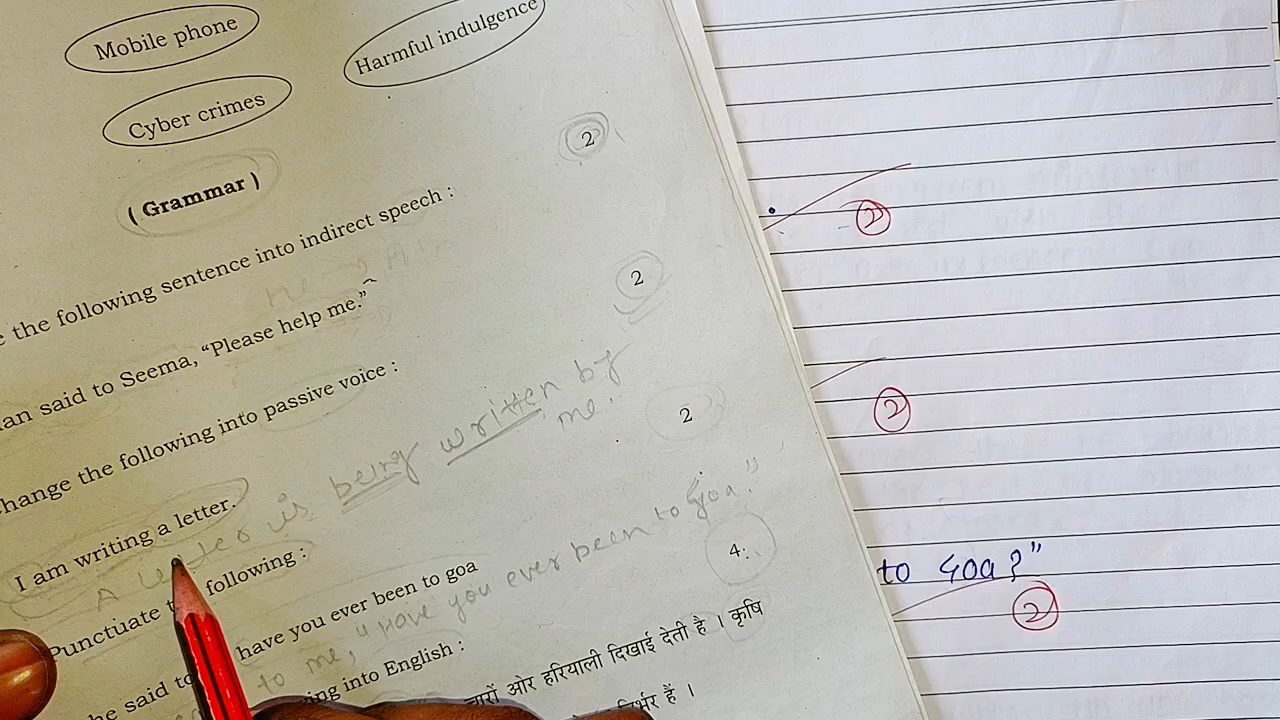 Mobile phone
Harmful indulgence
Cyber crimes
2
( Grammar )
the following sentence into indirect speech :
2
an said to Seema, “Please help me.”
hange the following into passive voice :
2
I am writing a letter.
A letter is being written by
me.
Punctuate following :
4
he said to have you ever been to goa
to me, "Have you ever been to Goa."
ing into English :
चारों ओर हरियाली दिखाई देती है । कृषि
निर्भर हैं ।
2
2
to Goa?"
2